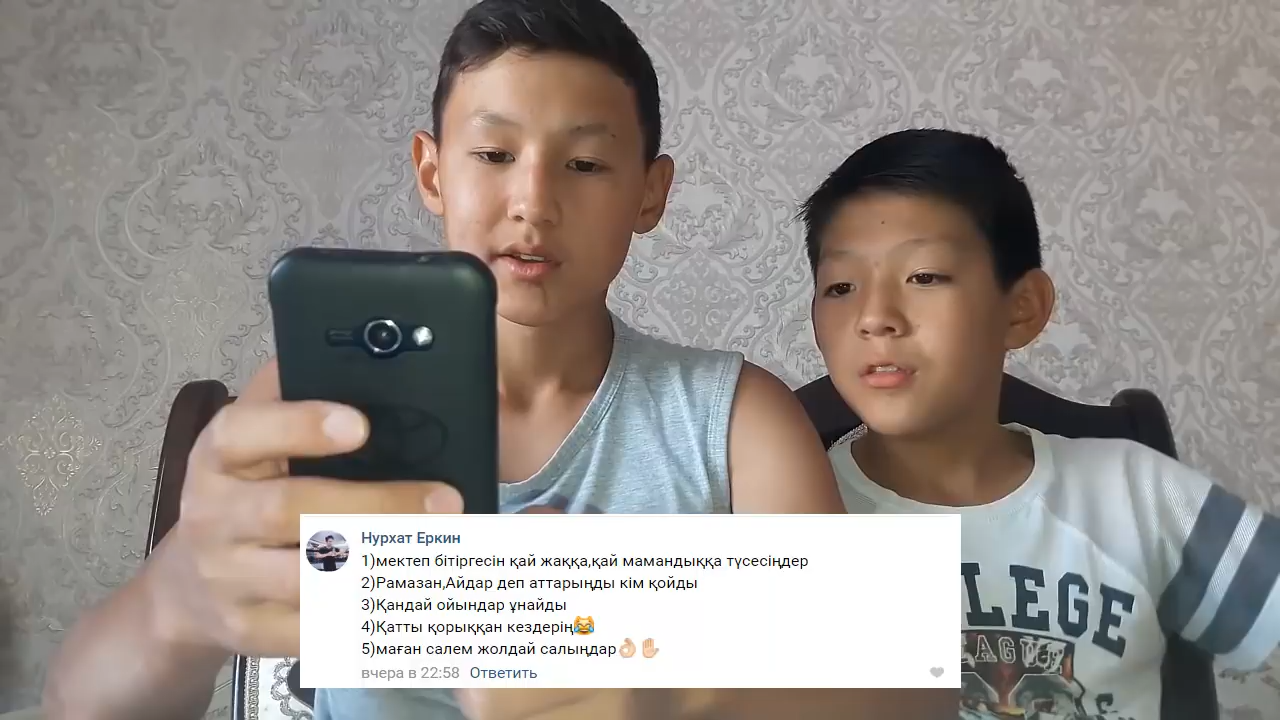 Нурхат Еркин
1)мектеп бітіргесін қай жаққа,қай мамандыққа түсесіңдер
2)Рамазан,Айдар деп аттарыңды кім қойды
3)Қандай ойындар ұнайды
4)Қатты қорыққан кездерің😹
5)маған салем жолдай салыңдар👌🏻✋🏻
вчера в 22:58 Ответить
LEGE
LEAGUE